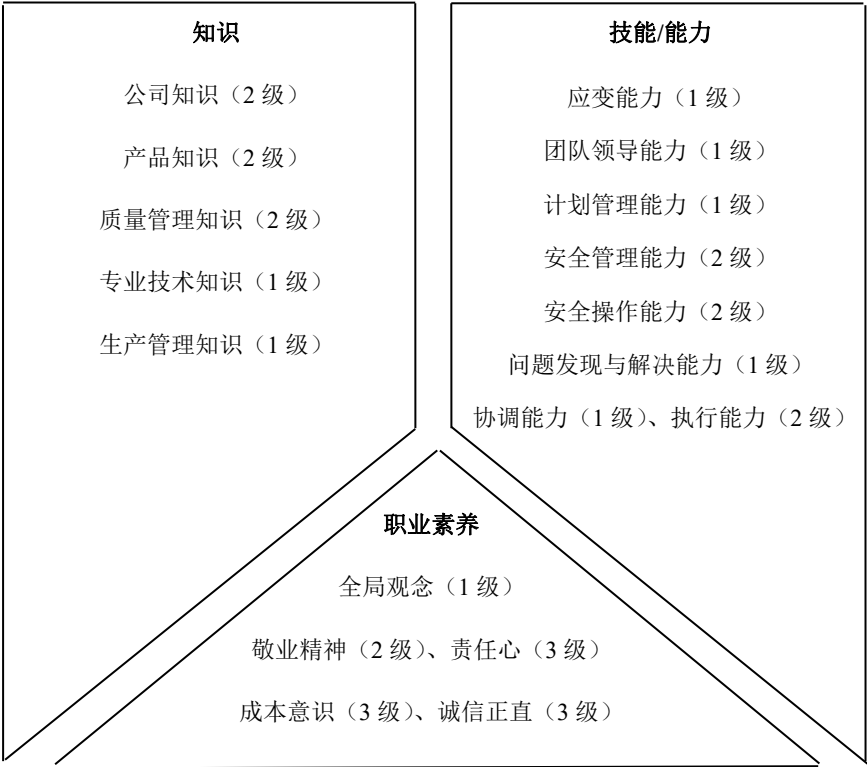 知识
公司知识（2 级）
产品知识（2 级）
质量管理知识（2 级）
专业技术知识（1 级）
生产管理知识（1 级）
技能/能力
应变能力（1 级）
团队领导能力（1 级）
计划管理能力（1 级）
安全管理能力（2 级）
安全操作能力（2 级）
问题发现与解决能力（1 级）
协调能力（1 级）、执行能力（2 级）
职业素养
全局观念（1 级）
敬业精神（2 级）、责任心（3 级）
成本意识（3 级）、诚信正直（3 级）